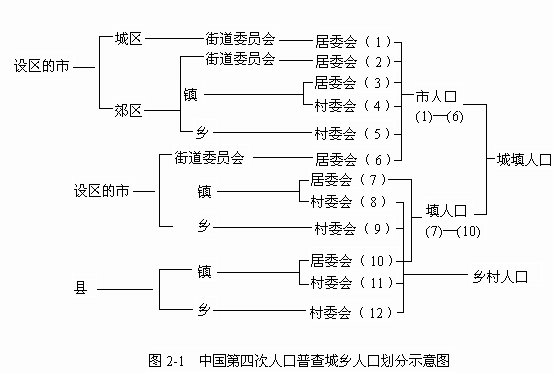 城区 街道委员会 居委会（1）
街道委员会 居委会（2）
设区的市
居委会（3）
镇
市人口
村委会（4）
郊区
(1)—(6)
乡 村委会（5）
街道委员会 居委会（6）
城填人口
居委会（7）
设区的市 镇
村委会（8）
填人口
乡 村委会（9）
(7)—(10)
居委会（10）
镇
乡村人口
村委会（11）
县
乡 村委会（12）
图 2-1 中国第四次人口普查城乡人口划分示意图